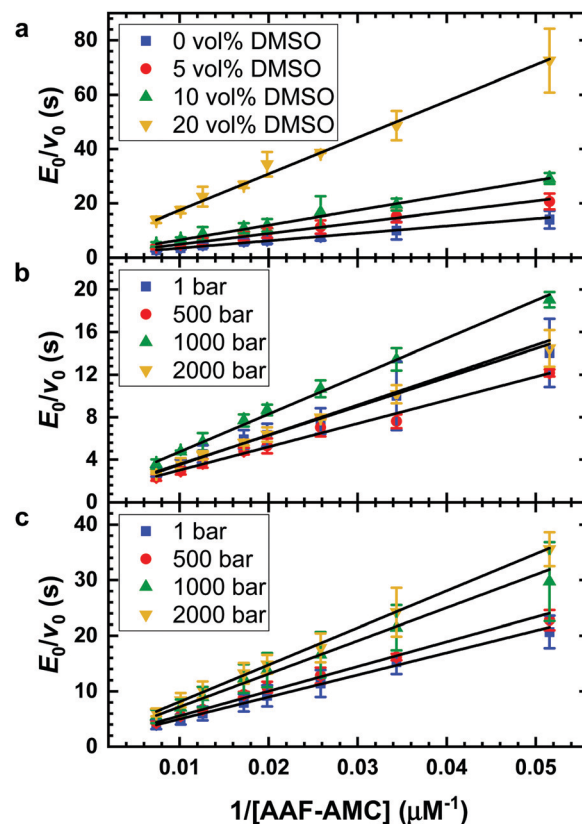 a
0 vol% DMSO
5 vol% DMSO
10 vol% DMSO
20 vol% DMSO
80
60
40
20
0
E₀/v₀ (s)
b
1 bar
500 bar
1000 bar
2000 bar
20
16
12
8
4
0
E₀/v₀ (s)
c
1 bar
500 bar
1000 bar
2000 bar
40
30
20
10
0
E₀/v₀ (s)
0.01 0.02 0.03 0.04 0.05
1/[AAF-AMC] (μM⁻¹)